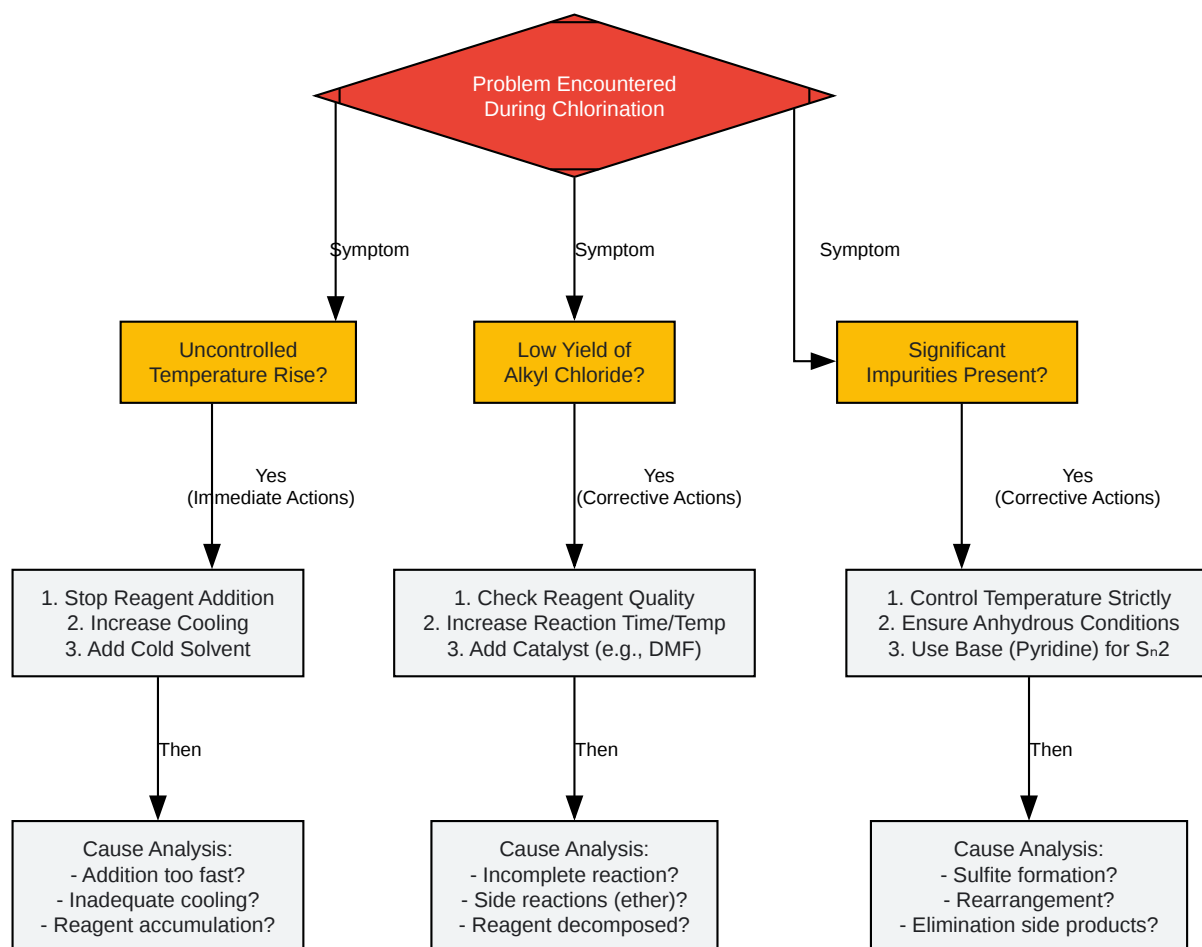 Problem Encountered
During Chlorination
Symptom
Symptom
Symptom
Uncontrolled
Temperature Rise?
Low Yield of
Alkyl Chloride?
Significant
Impurities Present?
Yes
(Immediate Actions)
Yes
(Corrective Actions)
Yes
(Corrective Actions)
1. Stop Reagent Addition
2. Increase Cooling
3. Add Cold Solvent
1. Check Reagent Quality
2. Increase Reaction Time/Temp
3. Add Catalyst (e.g., DMF)
1. Control Temperature Strictly
2. Ensure Anhydrous Conditions
3. Use Base (Pyridine) for Sₙ2
Then
Then
Then
Cause Analysis:
- Addition too fast?
- Inadequate cooling?
- Reagent accumulation?
Cause Analysis:
- Incomplete reaction?
- Side reactions (ether)?
- Reagent decomposed?
Cause Analysis:
- Sulfite formation?
- Rearrangement?
- Elimination side products?